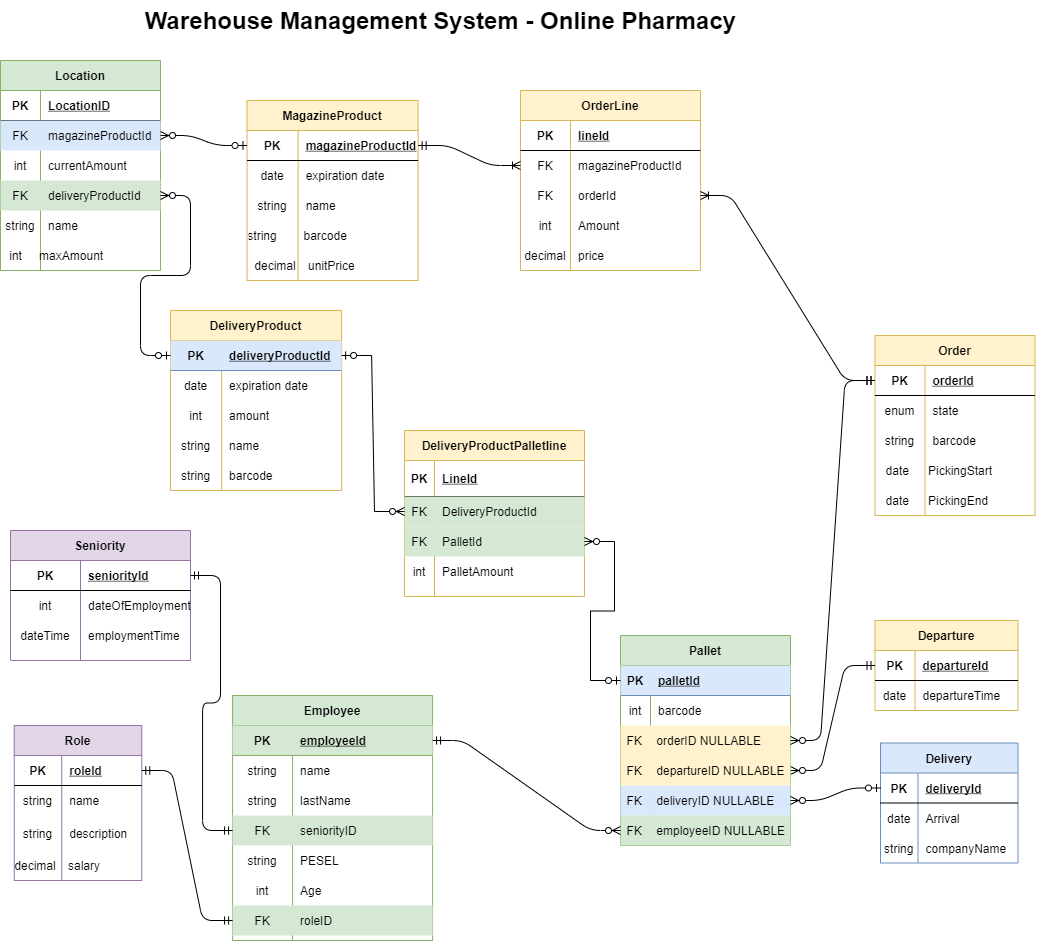 Warehouse Management System - Online Pharmacy
Location
PK LocationID
FK magazineProductId
int currentAmount
FK deliveryProductId
string name
int maxAmount
MagazineProduct
PK magazineProductId
date expiration date
string name
string barcode
decimal unitPrice
OrderLine
PK lineId
FK magazineProductId
FK orderId
int Amount
decimal price
DeliveryProduct
PK deliveryProductId
date expiration date
int amount
string name
string barcode
Order
PK orderId
enum state
string barcode
date PickingStart
date PickingEnd
DeliveryProductPalletline
PK LineId
FK DeliveryProductId
FK PalletId
int PalletAmount
Seniority
PK seniorityId
int dateOfEmployment
dateTime employmentTime
Pallet
PK palletId
int barcode
FK orderID NULLABLE
FK departureID NULLABLE
FK deliveryID NULLABLE
FK employeeID NULLABLE
Departure
PK departureId
date departureTime
Employee
PK employeeId
string name
string lastName
FK seniorityID
string PESEL
int Age
FK roleID
Role
PK roleId
string name
string description
decimal salary
Delivery
PK deliveryId
date Arrival
string companyName